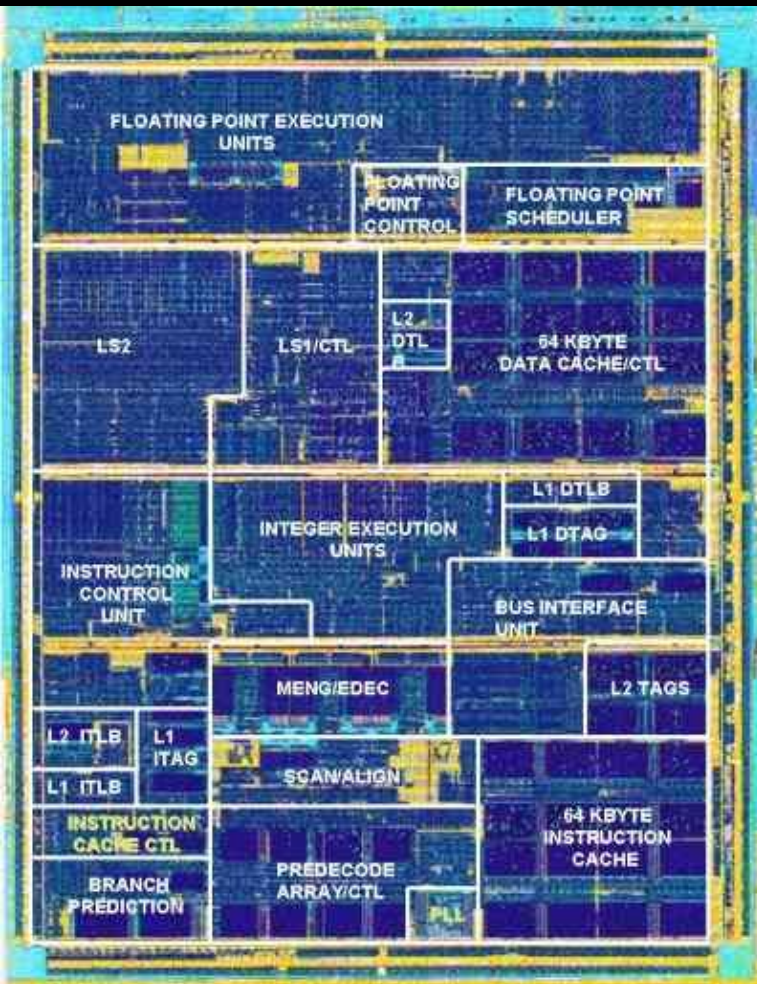 FLOATING POINT EXECUTION
UNITS
FLOATING
POINT
CONTROL
FLOATING POINT
SCHEDULER
LS2
LS1/CTL
L2
DTL
B
64 KBYTE
DATA CACHE/CTL
L1 DTLB
L1 DTAG
INTEGER EXECUTION
UNITS
INSTRUCTION
CONTROL
UNIT
BUS INTERFACE
UNIT
MENG/EDEC
L2 TAGS
L2 ITLB
L1
ITAG
L1 ITLB
SCAN/ALIGN
INSTRUCTION
CACHE CTL
64 KBYTE
INSTRUCTION
CACHE
BRANCH
PREDICTION
PREDECODE
ARRAY/CTL
PLL